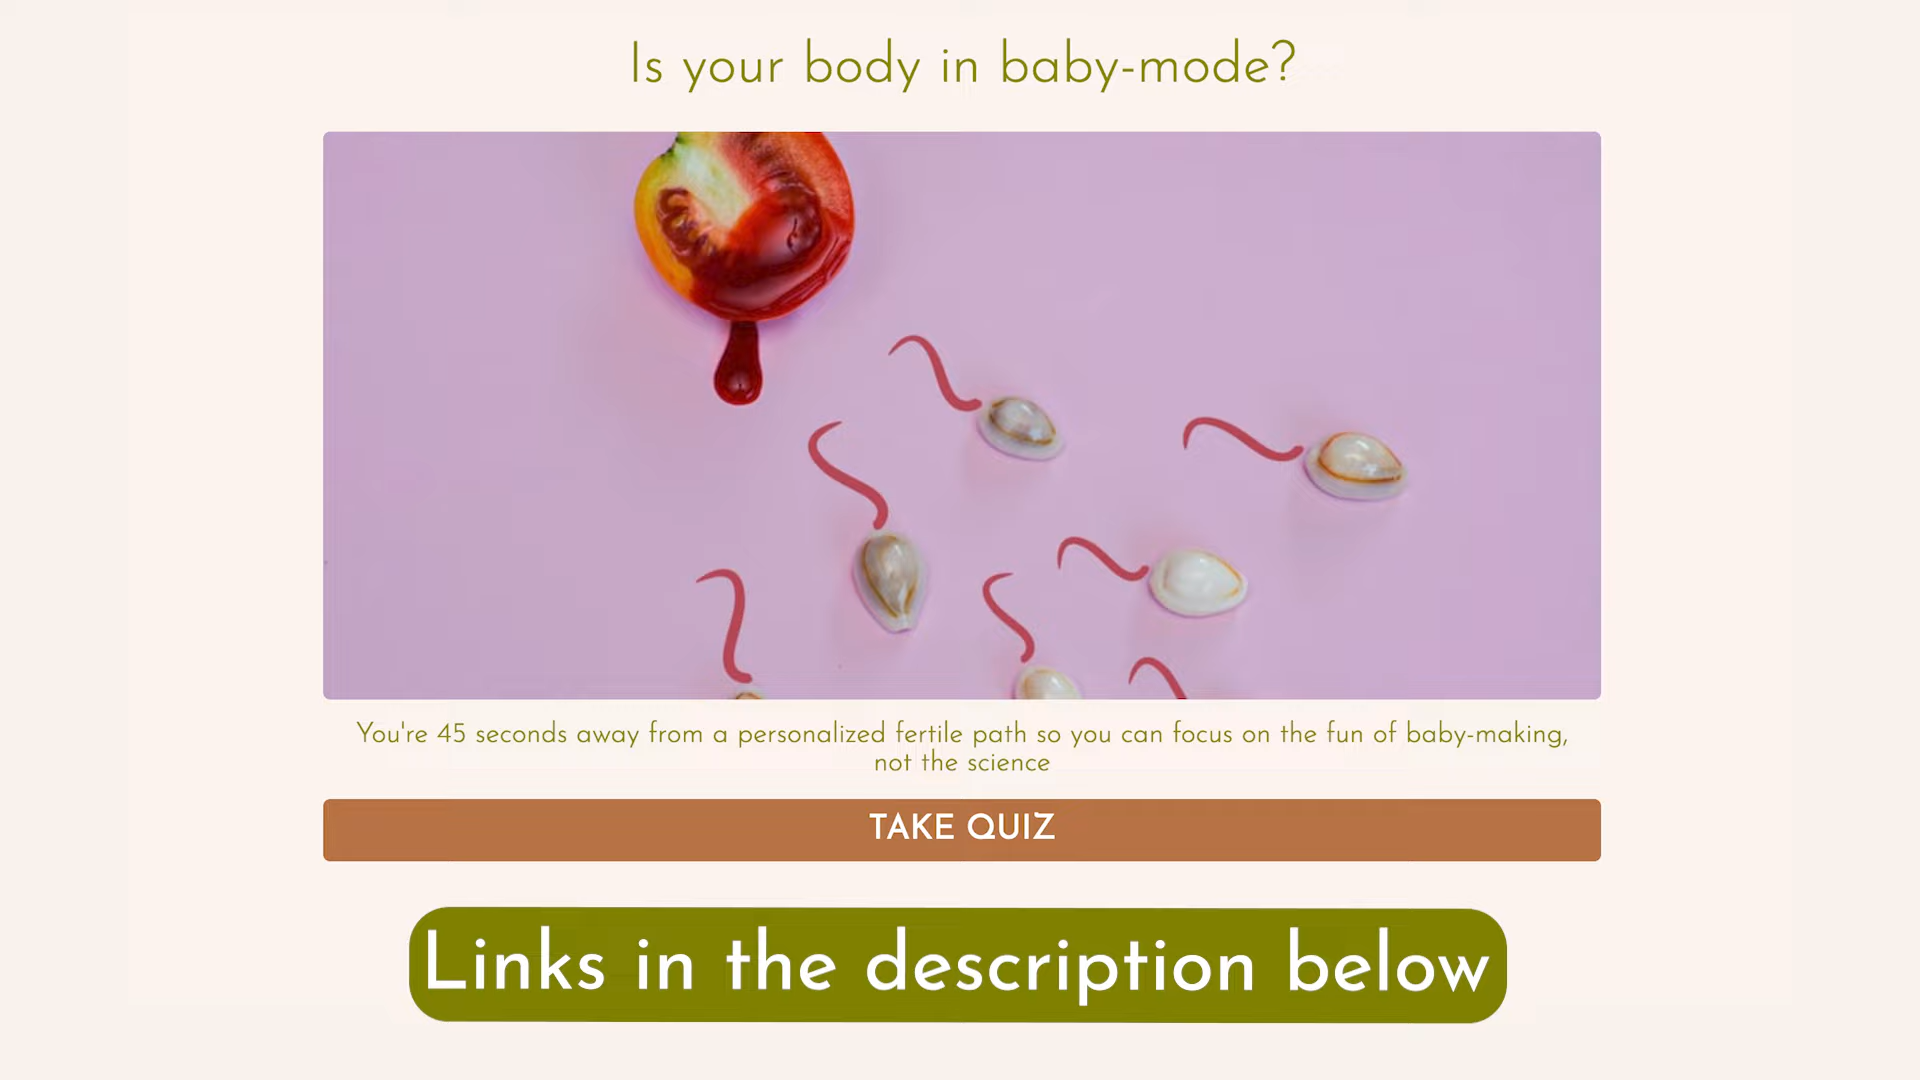 Is your body in baby-mode?
You're 45 seconds away from a personalized fertile path so you can focus on the fun of baby-making,
not the science
TAKE QUIZ
Links in the description below